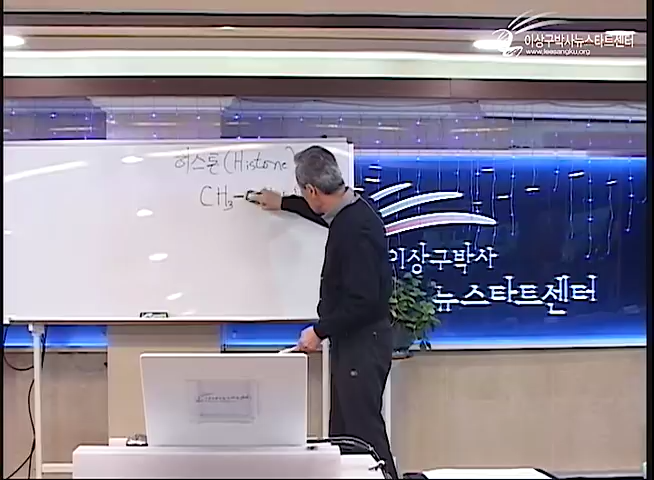 이상구박사뉴스타트센터
www.leesangku.org
히스톤(Histone)
CH₃-
이상구박사
뉴스타트센터